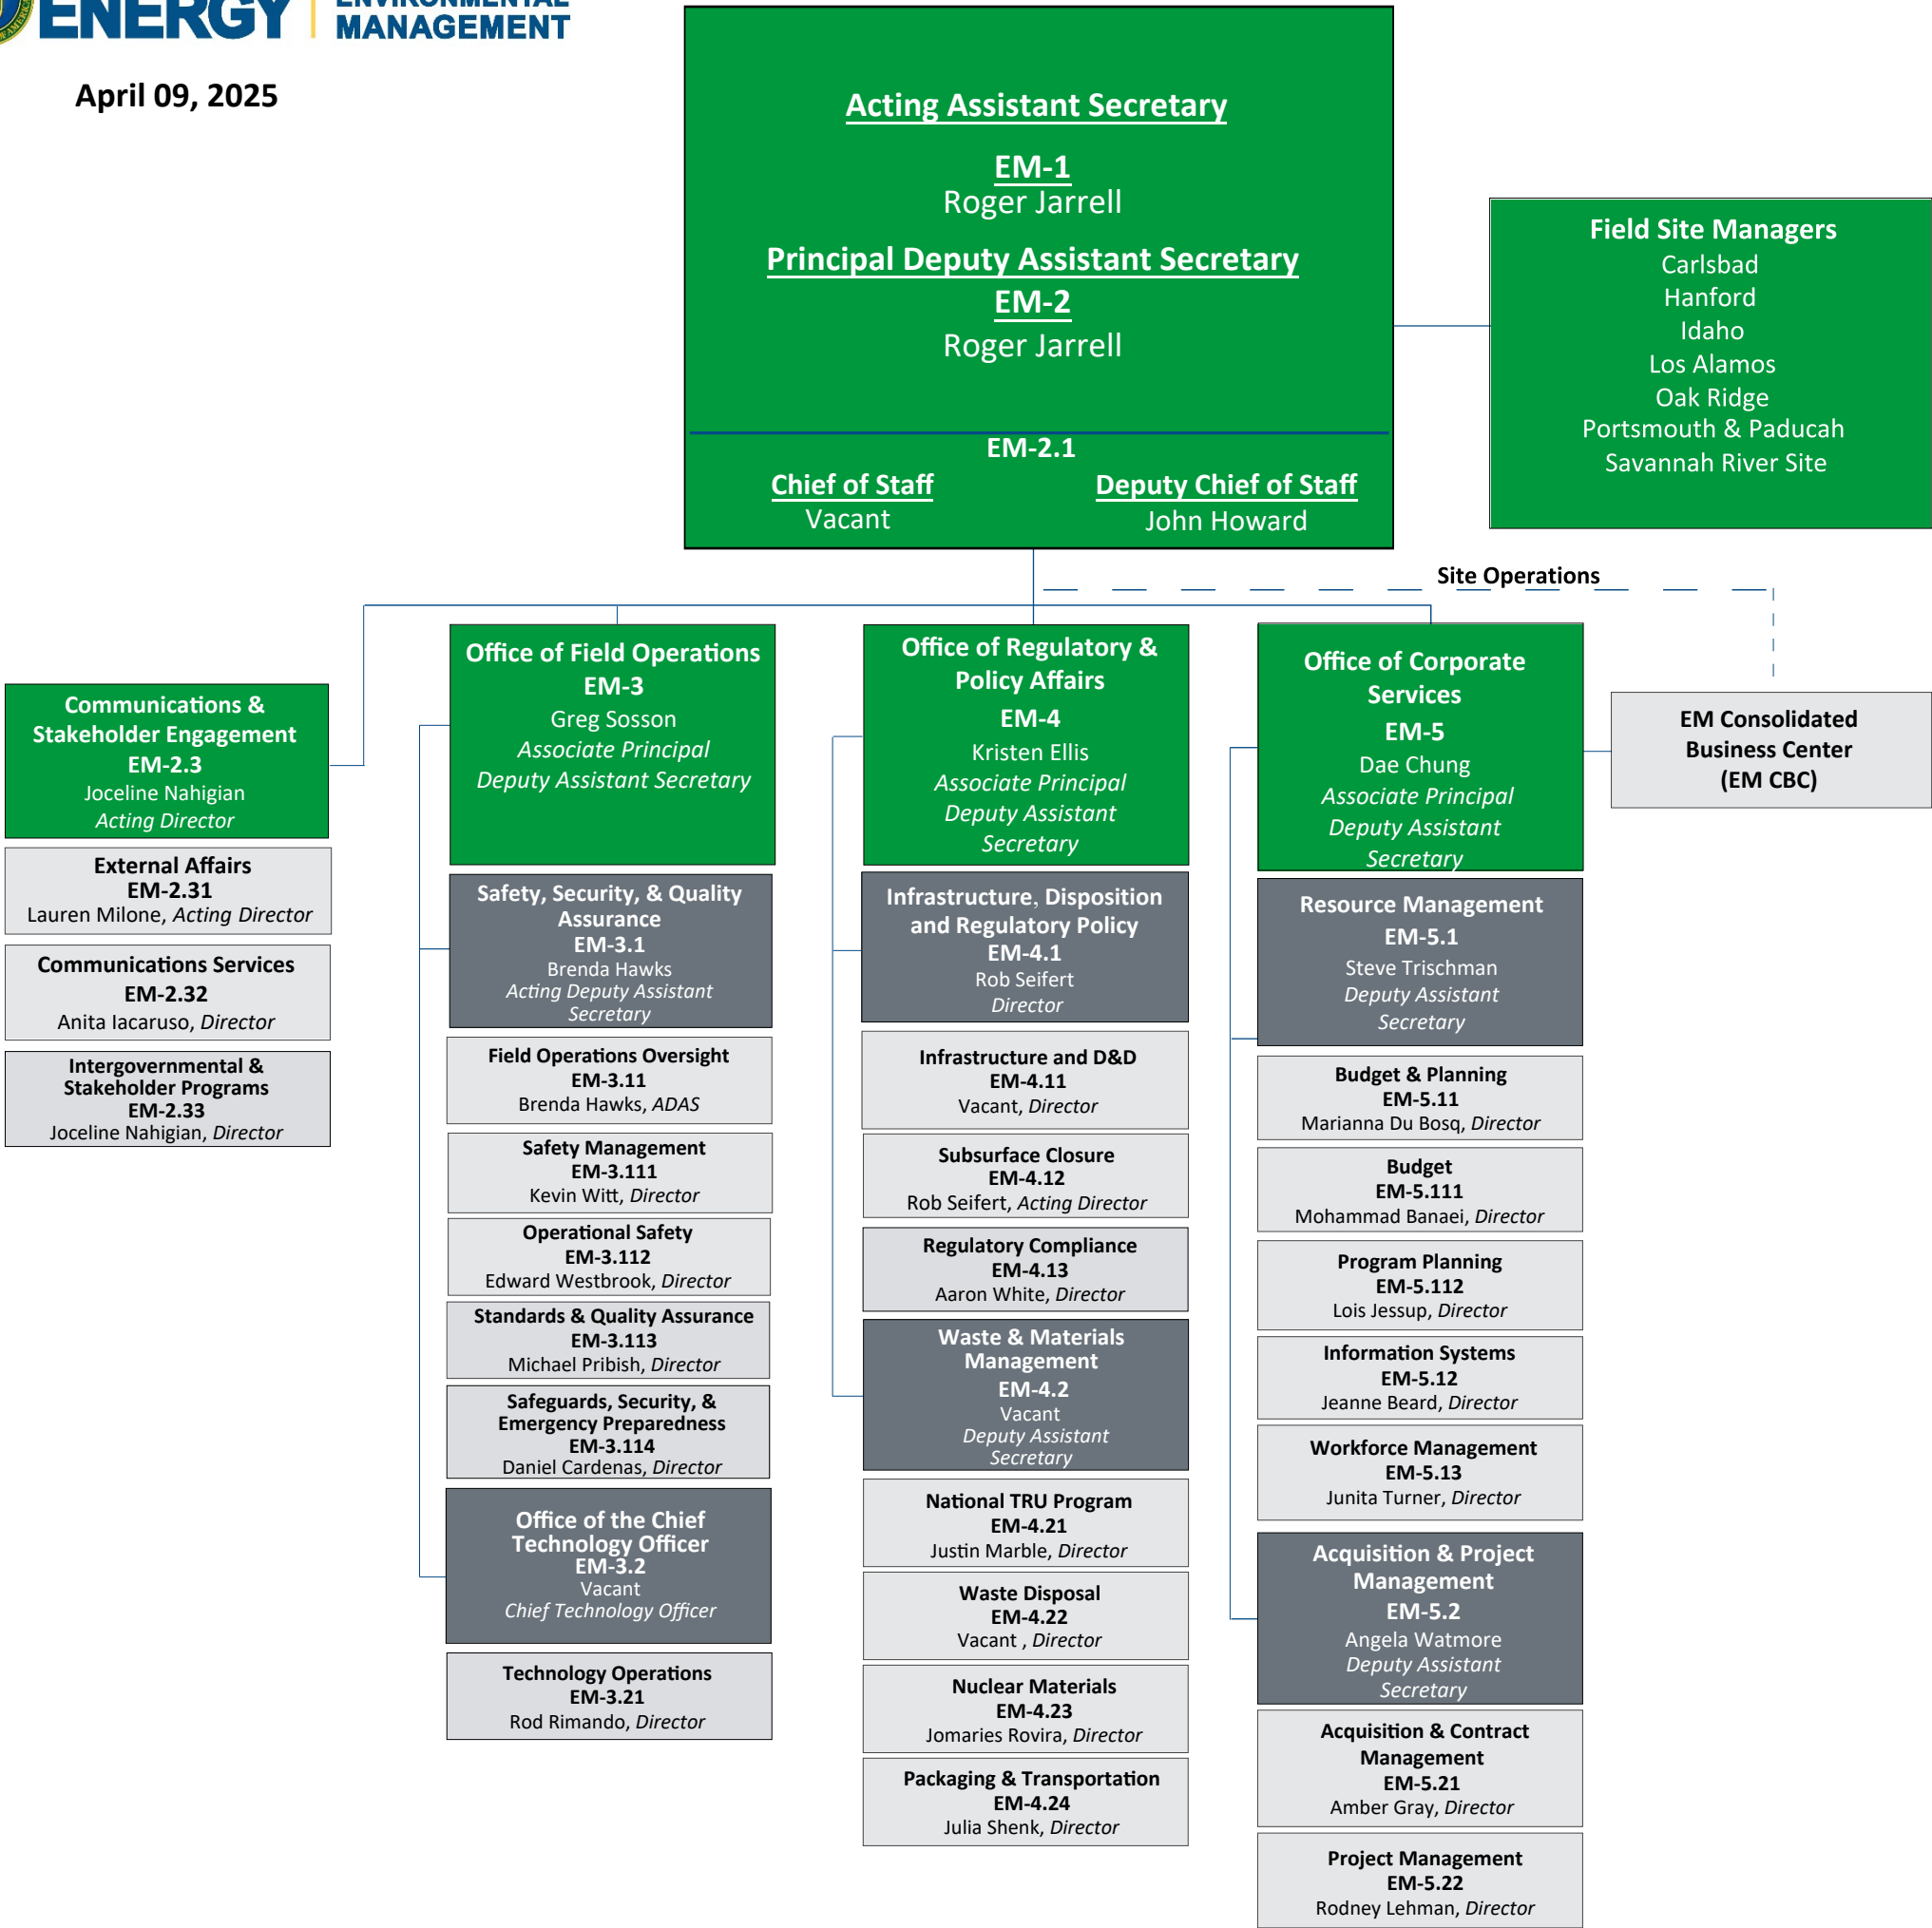 ENERGY
ENVIRONMENTAL
MANAGEMENT
April 09, 2025
Acting Assistant Secretary
EM-1
Roger Jarrell
Principal Deputy Assistant Secretary
EM-2
Roger Jarrell
EM-2.1
Chief of Staff
Vacant
Deputy Chief of Staff
John Howard
Field Site Managers
Carlsbad
Hanford
Idaho
Los Alamos
Oak Ridge
Portsmouth & Paducah
Savannah River Site
Site Operations
Communications &
Stakeholder Engagement
EM-2.3
Joceline Nahigian
Acting Director
External Affairs
EM-2.31
Lauren Milone, Acting Director
Communications Services
EM-2.32
Anita Iacaruso, Director
Intergovernmental &
Stakeholder Programs
EM-2.33
Joceline Nahigian, Director
Office of Field Operations
EM-3
Greg Sosson
Associate Principal
Deputy Assistant Secretary
Safety, Security, & Quality
Assurance
EM-3.1
Brenda Hawks
Acting Deputy Assistant
Secretary
Field Operations Oversight
EM-3.11
Brenda Hawks, ADAS
Safety Management
EM-3.111
Kevin Witt, Director
Operational Safety
EM-3.112
Edward Westbrook, Director
Standards & Quality Assurance
EM-3.113
Michael Pribish, Director
Safeguards, Security, &
Emergency Preparedness
EM-3.114
Daniel Cardenas, Director
Office of the Chief
Technology Officer
EM-3.2
Vacant
Chief Technology Officer
Technology Operations
EM-3.21
Rod Rimando, Director
Office of Regulatory &
Policy Affairs
EM-4
Kristen Ellis
Associate Principal
Deputy Assistant
Secretary
Infrastructure, Disposition
and Regulatory Policy
EM-4.1
Rob Seifert
Director
Infrastructure and D&D
EM-4.11
Vacant, Director
Subsurface Closure
EM-4.12
Rob Seifert, Acting Director
Regulatory Compliance
EM-4.13
Aaron White, Director
Waste & Materials
Management
EM-4.2
Vacant
Deputy Assistant
Secretary
National TRU Program
EM-4.21
Justin Marble, Director
Waste Disposal
EM-4.22
Vacant , Director
Nuclear Materials
EM-4.23
Jomaries Rovira, Director
Packaging & Transportation
EM-4.24
Julia Shenk, Director
Office of Corporate
Services
EM-5
Dae Chung
Associate Principal
Deputy Assistant
Secretary
Resource Management
EM-5.1
Steve Trischman
Deputy Assistant
Secretary
Budget & Planning
EM-5.11
Marianna Du Bosq, Director
Budget
EM-5.111
Mohammad Banaei, Director
Program Planning
EM-5.112
Lois Jessup, Director
Information Systems
EM-5.12
Jeanne Beard, Director
Workforce Management
EM-5.13
Junita Turner, Director
Acquisition & Project
Management
EM-5.2
Angela Watmore
Deputy Assistant
Secretary
Acquisition & Contract
Management
EM-5.21
Amber Gray, Director
Project Management
EM-5.22
Rodney Lehman, Director
EM Consolidated
Business Center
(EM CBC)